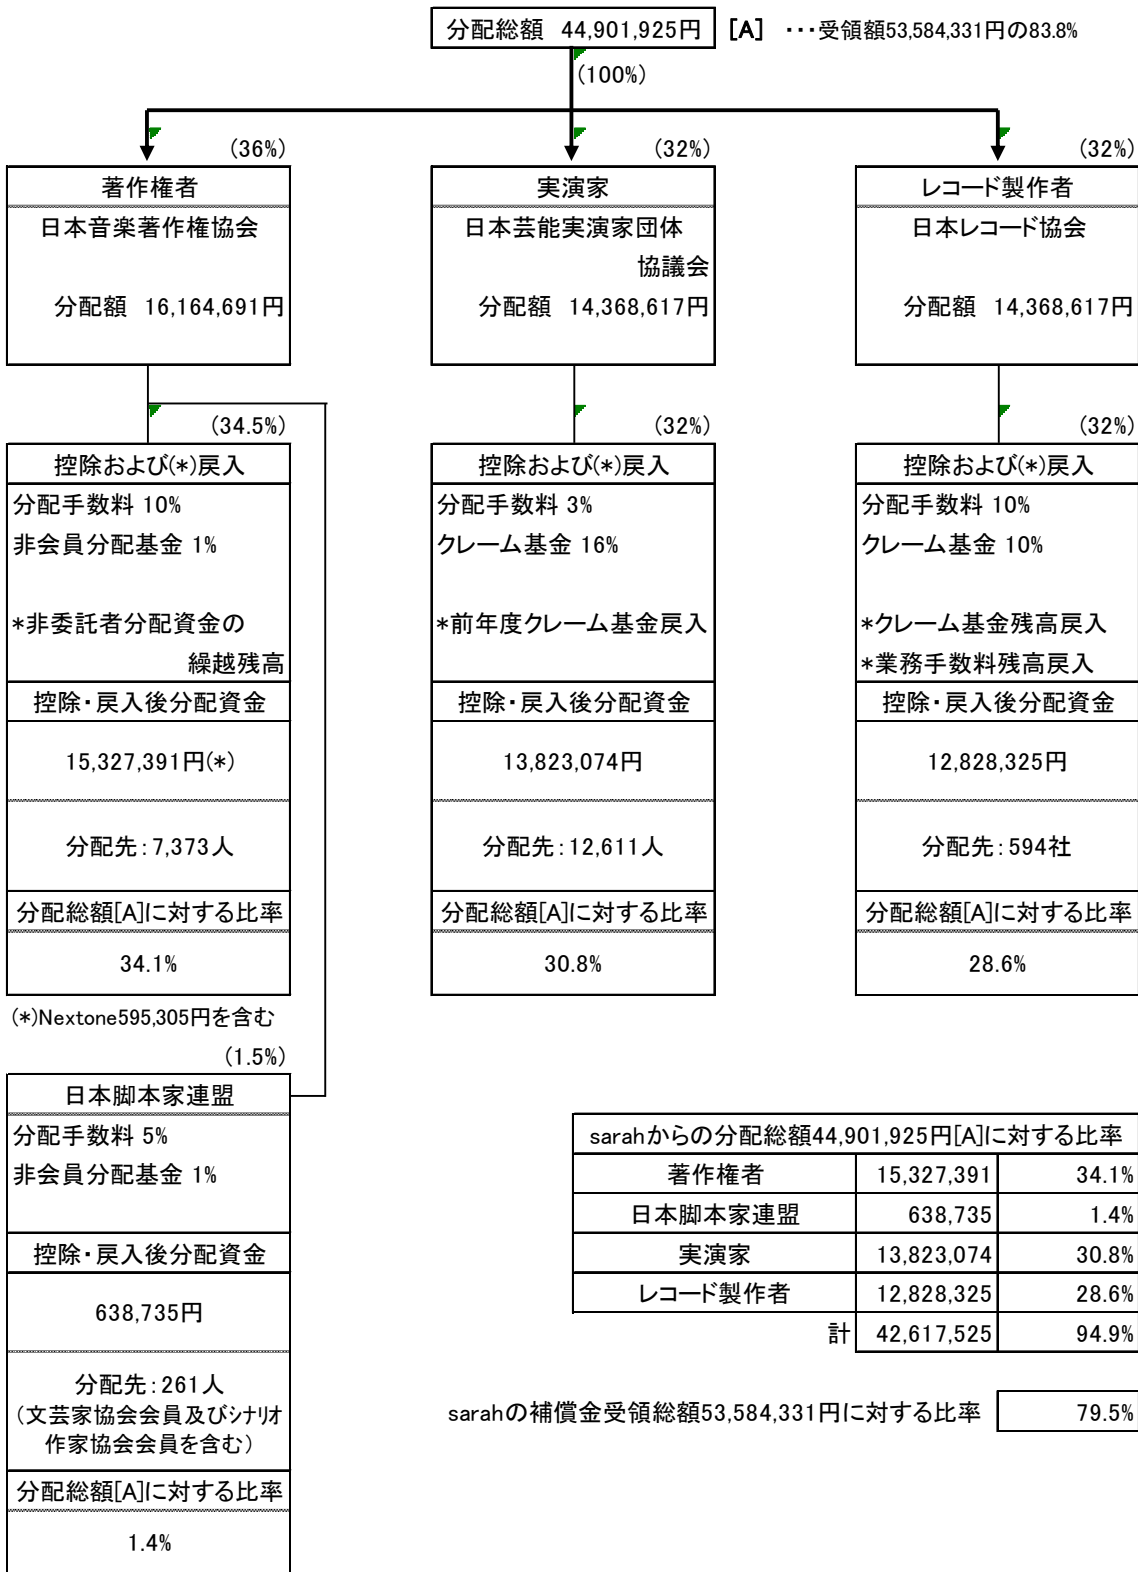 分配総額 44,901,925円 [A] ・・・受領額53,584,331円の83.8%
(100%)
(36%)
著作権者
日本音楽著作権協会
分配額 16,164,691円
(32%)
実演家
日本芸能実演家団体
協議会
分配額 14,368,617円
(32%)
レコード製作者
日本レコード協会
分配額 14,368,617円
(34.5%)
控除および(*)戻入
分配手数料 10%
非会員分配基金 1%
*非委託者分配資金の
繰越残高
控除・戻入後分配資金
15,327,391円(*)
分配先:7,373人
分配総額[A]に対する比率
34.1%
(*)Nextone595,305円を含む
(32%)
控除および(*)戻入
分配手数料 3%
クレーム基金 16%
*前年度クレーム基金戻入
控除・戻入後分配資金
13,823,074円
分配先:12,611人
分配総額[A]に対する比率
30.8%
(32%)
控除および(*)戻入
分配手数料 10%
クレーム基金 10%
*クレーム基金残高戻入
*業務手数料残高戻入
控除・戻入後分配資金
12,828,325円
分配先:594社
分配総額[A]に対する比率
28.6%
(1.5%)
日本脚本家連盟
分配手数料 5%
非会員分配基金 1%
控除・戻入後分配資金
638,735円
分配先:261人
(文芸家協会会員及びシナリオ
作家協会会員を含む)
分配総額[A]に対する比率
1.4%
sarahからの分配総額44,901,925円[A]に対する比率
著作権者 15,327,391 34.1%
日本脚本家連盟 638,735 1.4%
実演家 13,823,074 30.8%
レコード製作者 12,828,325 28.6%
計 42,617,525 94.9%
sarahの補償金受領総額53,584,331円に対する比率 79.5%